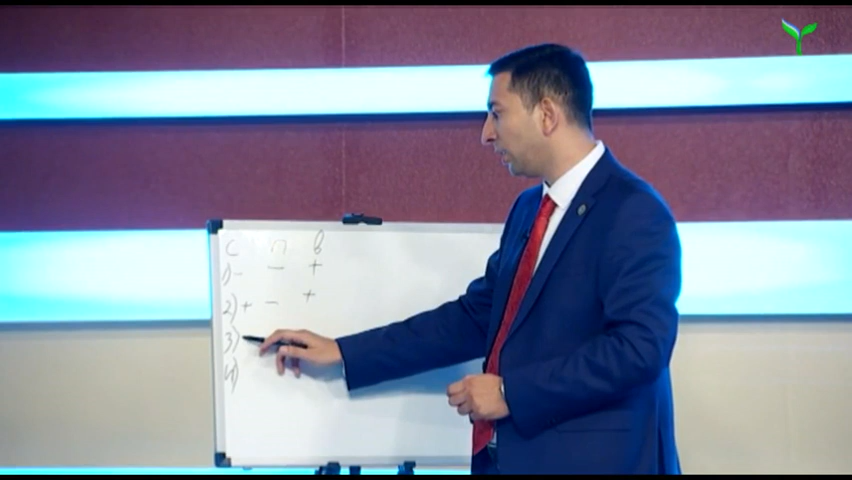 с п в
1) - - +
2) + - +
3)
4)